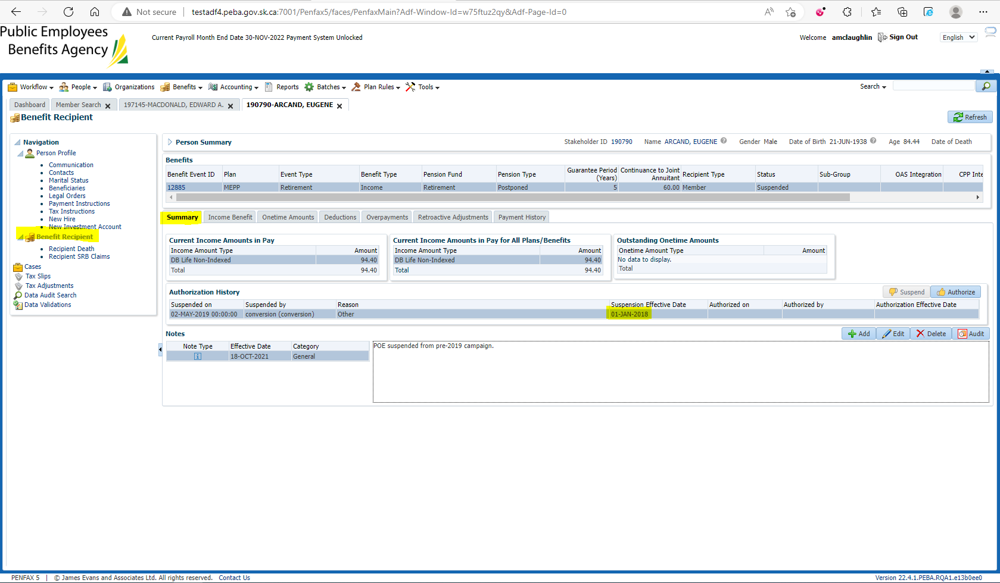 Not secure
testadf4.peba.gov.sk.ca:7001/Penfax5/faces/PenfaxMain?Adf-Window-Id=w75ftuz2qy&Adf-Page-Id=0
Public Employees
Benefits Agency
Current Payroll Month End Date 30-NOV-2022 Payment System Unlocked
Welcome amclaughlin Sign Out English
Workflow People Organizations Benefits Accounting Reports Batches Plan Rules Tools Search
Dashboard Member Search 197145-MACDONALD, EDWARD A. 190790-ARCAND, EUGENE
Benefit Recipient
Refresh
Navigation
Person Profile
Communication
Contacts
Marital Status
Beneficiaries
Legal Orders
Payment Instructions
Tax Instructions
New Hire
New Investment Account
Benefit Recipient
Recipient Death
Recipient SRB Claims
Cases
Tax Slips
Tax Adjustments
Data Audit Search
Data Validations
Person Summary Stakeholder ID 190790 Name ARCAND, EUGENE Gender Male Date of Birth 21-JUN-1938 Age 84.44 Date of Death
Benefits
Benefit Event ID Plan Event Type Benefit Type Pension Fund Pension Type Guarantee Period (Years) Continuance to Joint Annuitant Recipient Type Status Sub-Group OAS Integration CPP Inte
12885 MEPP Retirement Income Retirement Postponed 5 60.00 Member Suspended
Summary Income Benefit Onetime Amounts Deductions Overpayments Retroactive Adjustments Payment History
Current Income Amounts in Pay
Income Amount Type Amount
DB Life Non-Indexed 94.40
Total 94.40
Current Income Amounts in Pay for All Plans/Benefits
Income Amount Type Amount
DB Life Non-Indexed 94.40
Total 94.40
Outstanding Onetime Amounts
Onetime Amount Type Amount
No data to display.
Total
Authorization History
Suspend Authorize
Suspended on Suspended by Reason Suspension Effective Date Authorized on Authorized by Authorization Effective Date
02-MAY-2019 00:00:00 conversion (conversion) Other 01-JAN-2018
Notes
Add Edit Delete Audit
Note Type Effective Date Category
18-OCT-2021 General
POE suspended from pre-2019 campaign.
PENFAX 5 | © James Evans and Associates Ltd. All rights reserved. Contact Us
Version 22.4.1.PEBA.RQA1.e13b0ee0